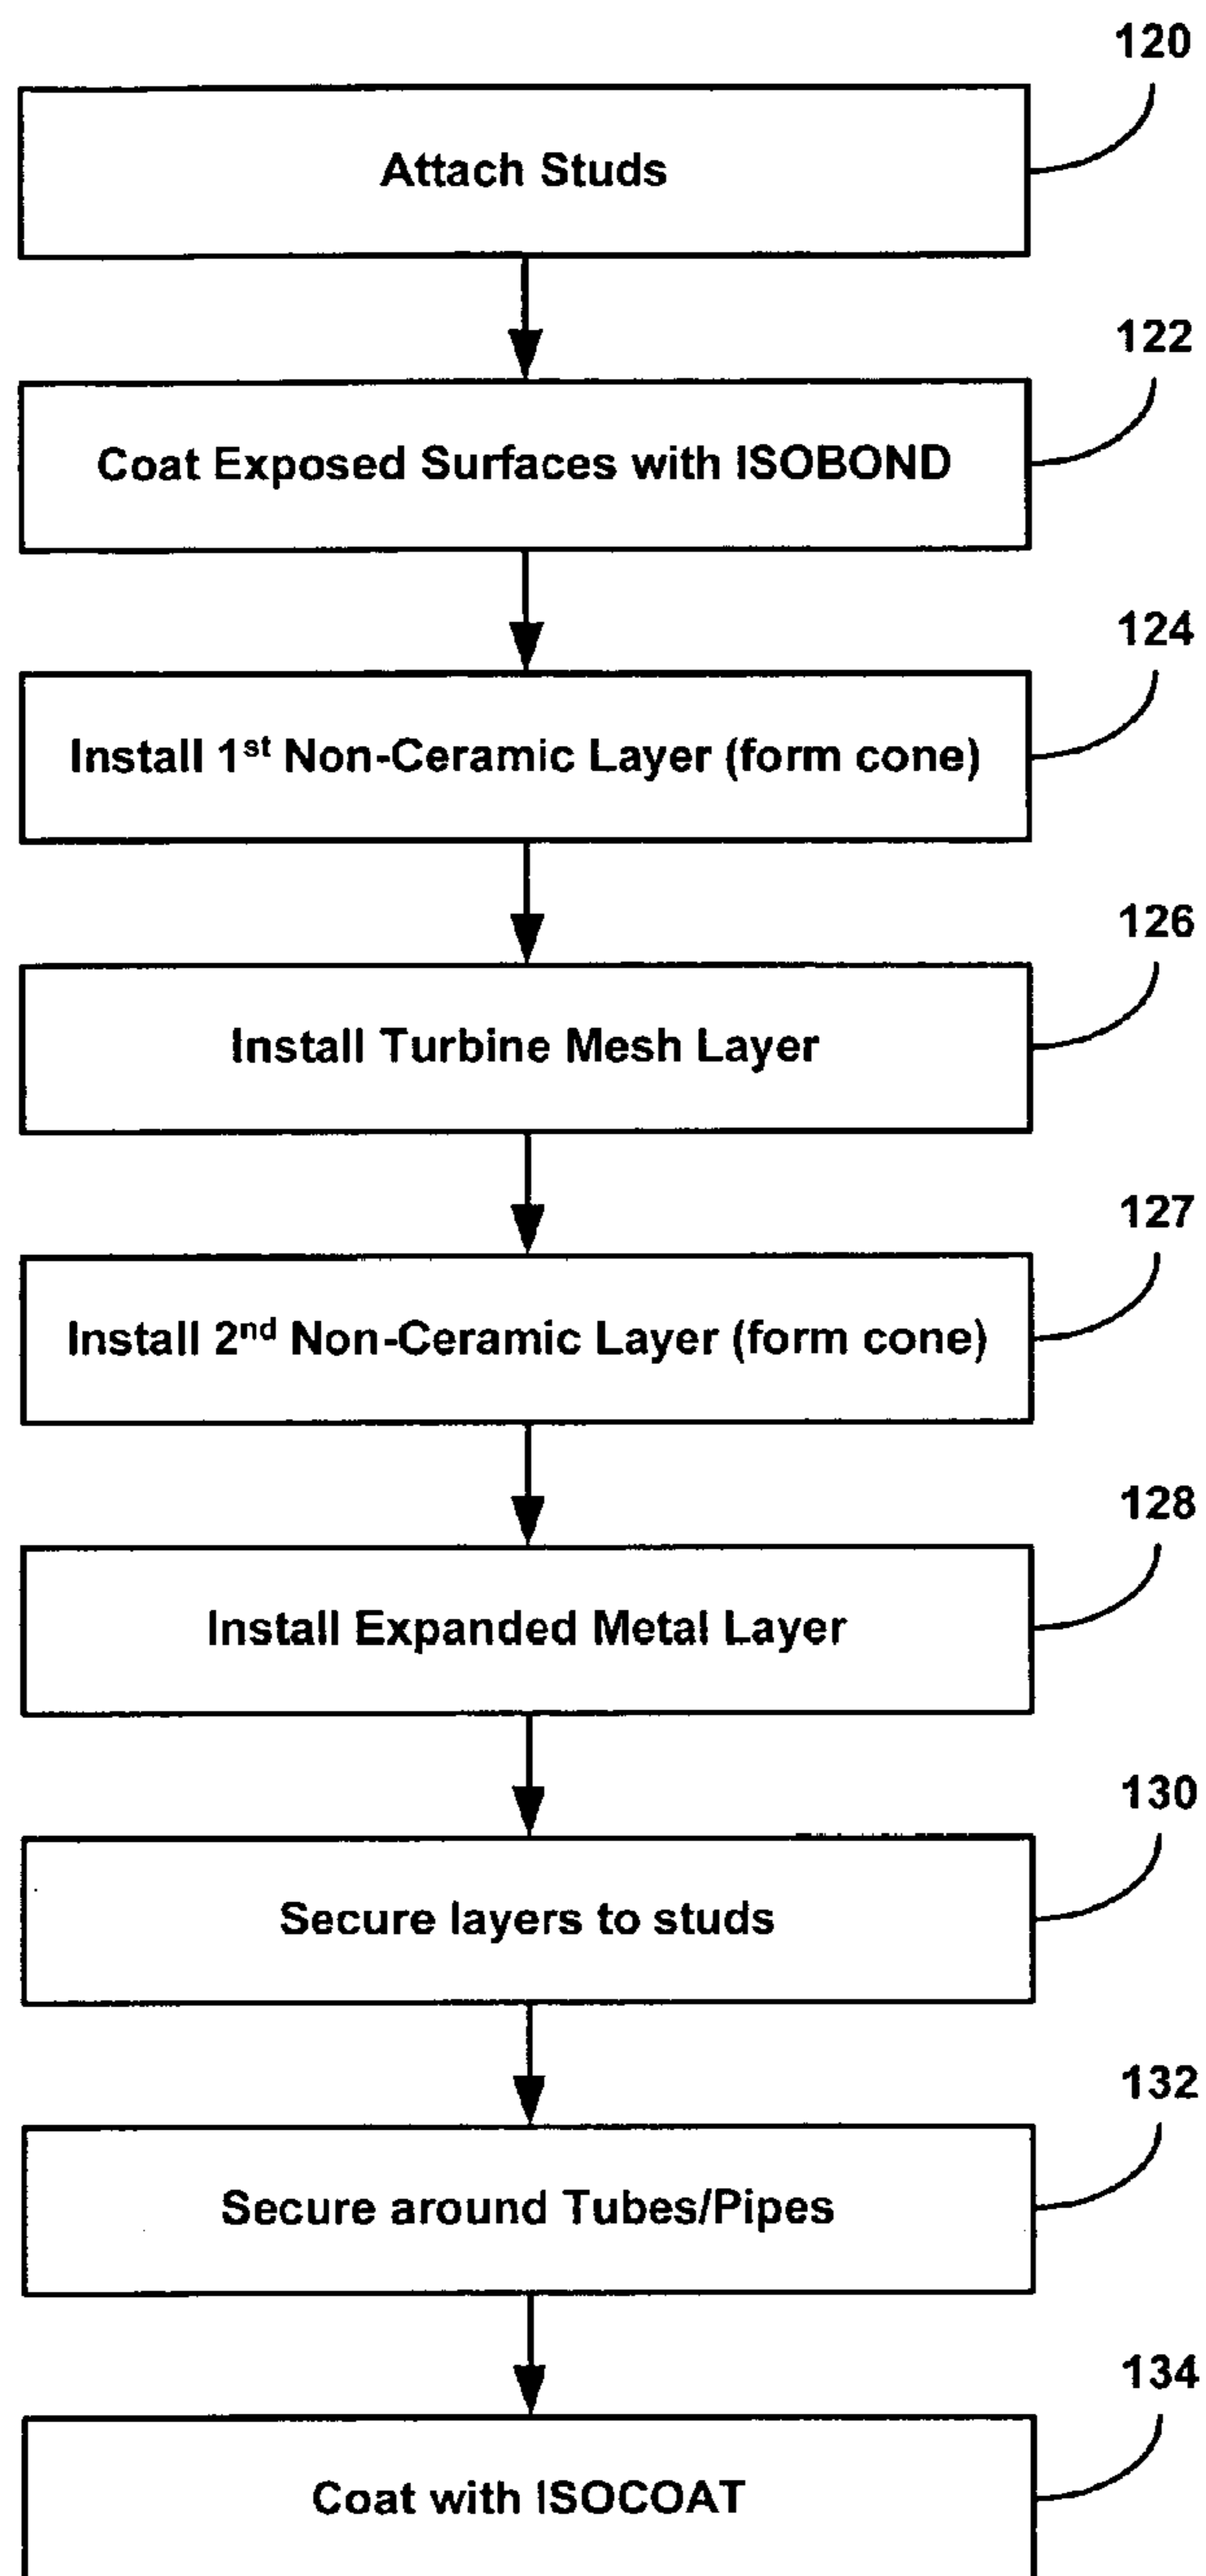 120
Attach Studs
122
Coat Exposed Surfaces with ISOBOND
124
Install 1st Non-Ceramic Layer (form cone)
126
Install Turbine Mesh Layer
127
Install 2nd Non-Ceramic Layer (form cone)
128
Install Expanded Metal Layer
130
Secure layers to studs
132
Secure around Tubes/Pipes
134
Coat with ISOCOAT